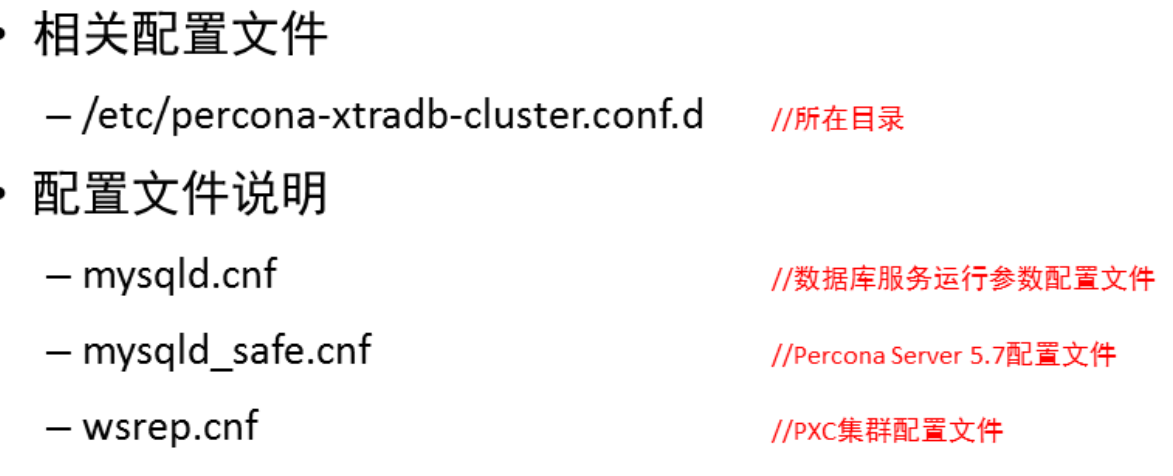 • 相关配置文件
– /etc/percona-xtradb-cluster.conf.d //所在目录
• 配置文件说明
– mysqld.cnf //数据库服务运行参数配置文件
– mysqld_safe.cnf //Percona Server 5.7配置文件
– wsrep.cnf //PXC集群配置文件